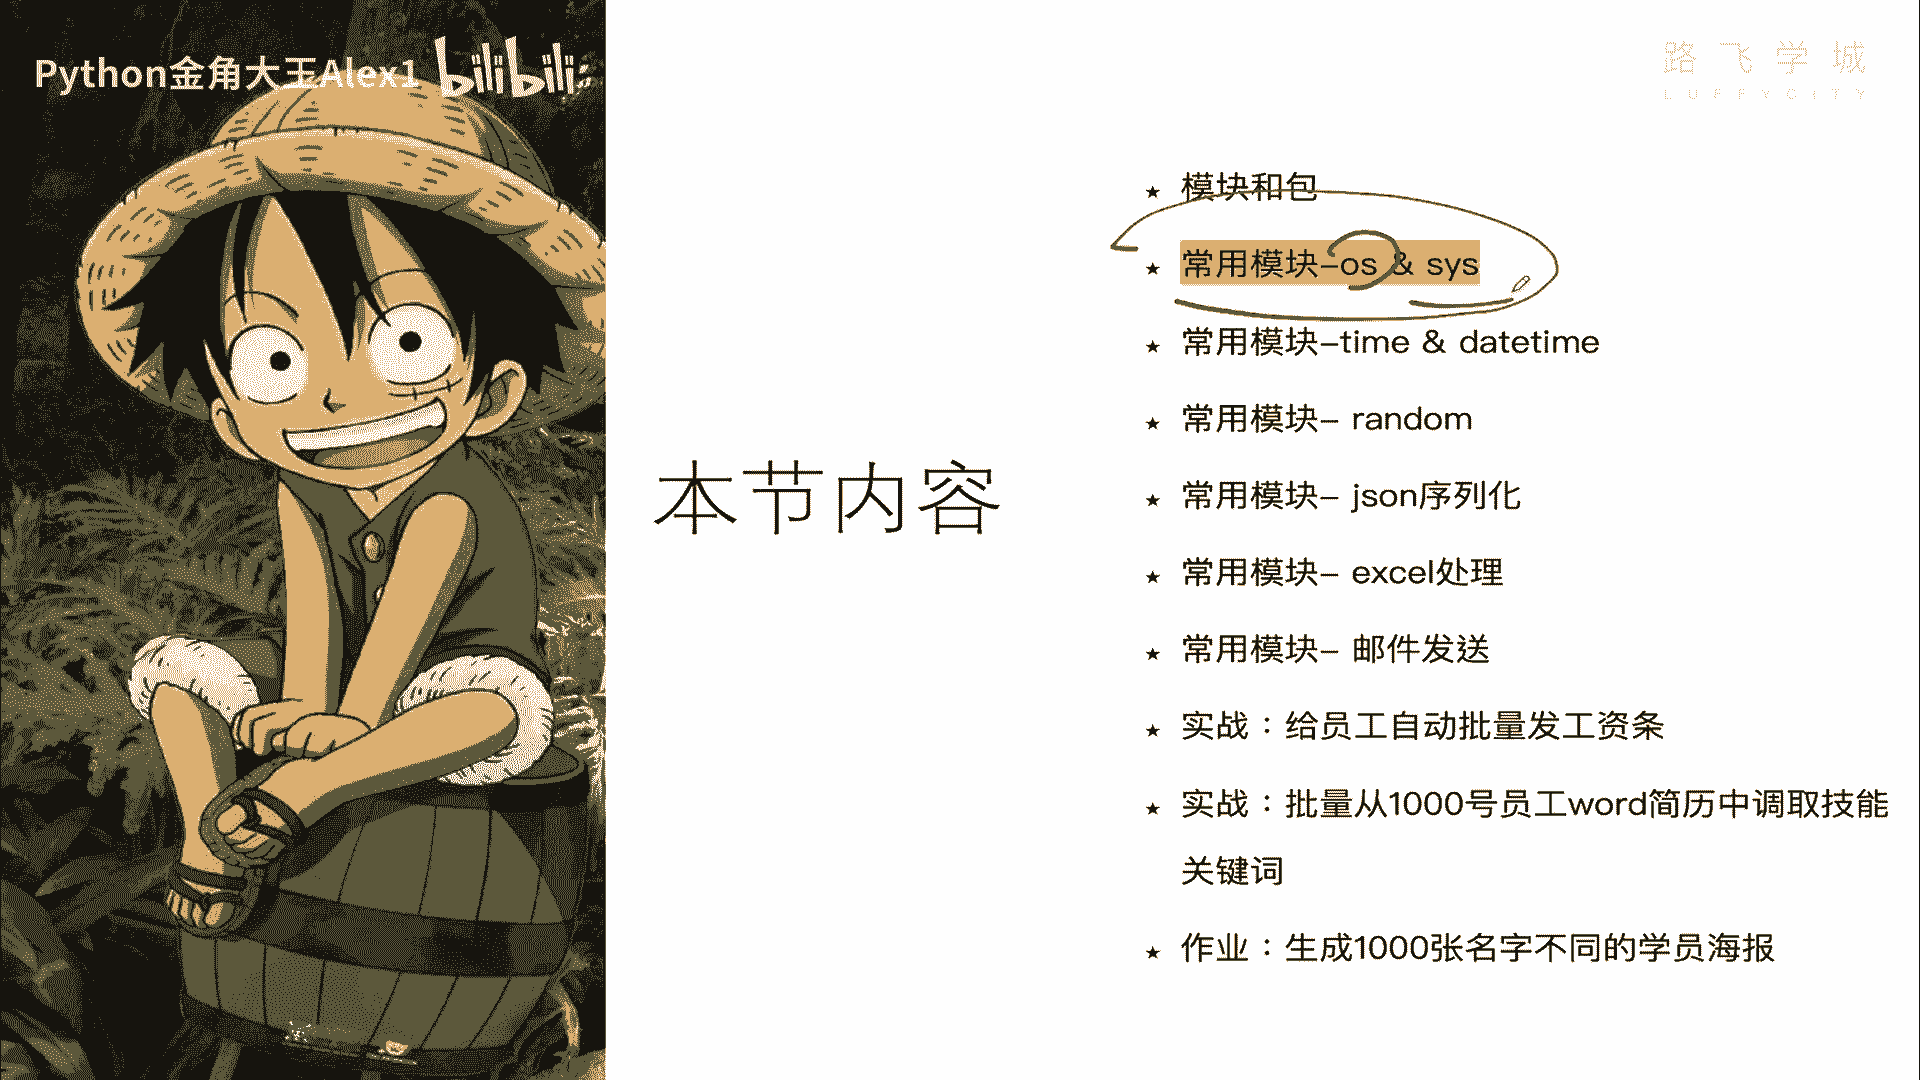 Python金角大王Alex1 bilibili
路飞学城
LUFFYCITY
本节内容
★ 模块和包
★ 常用模块–os & sys
★ 常用模块–time & datetime
★ 常用模块– random
★ 常用模块– json序列化
★ 常用模块– excel处理
★ 常用模块– 邮件发送
★ 实战：给员工自动批量发工资条
★ 实战：批量从1000号员工word简历中调取技能
关键词
★ 作业：生成1000张名字不同的学员海报